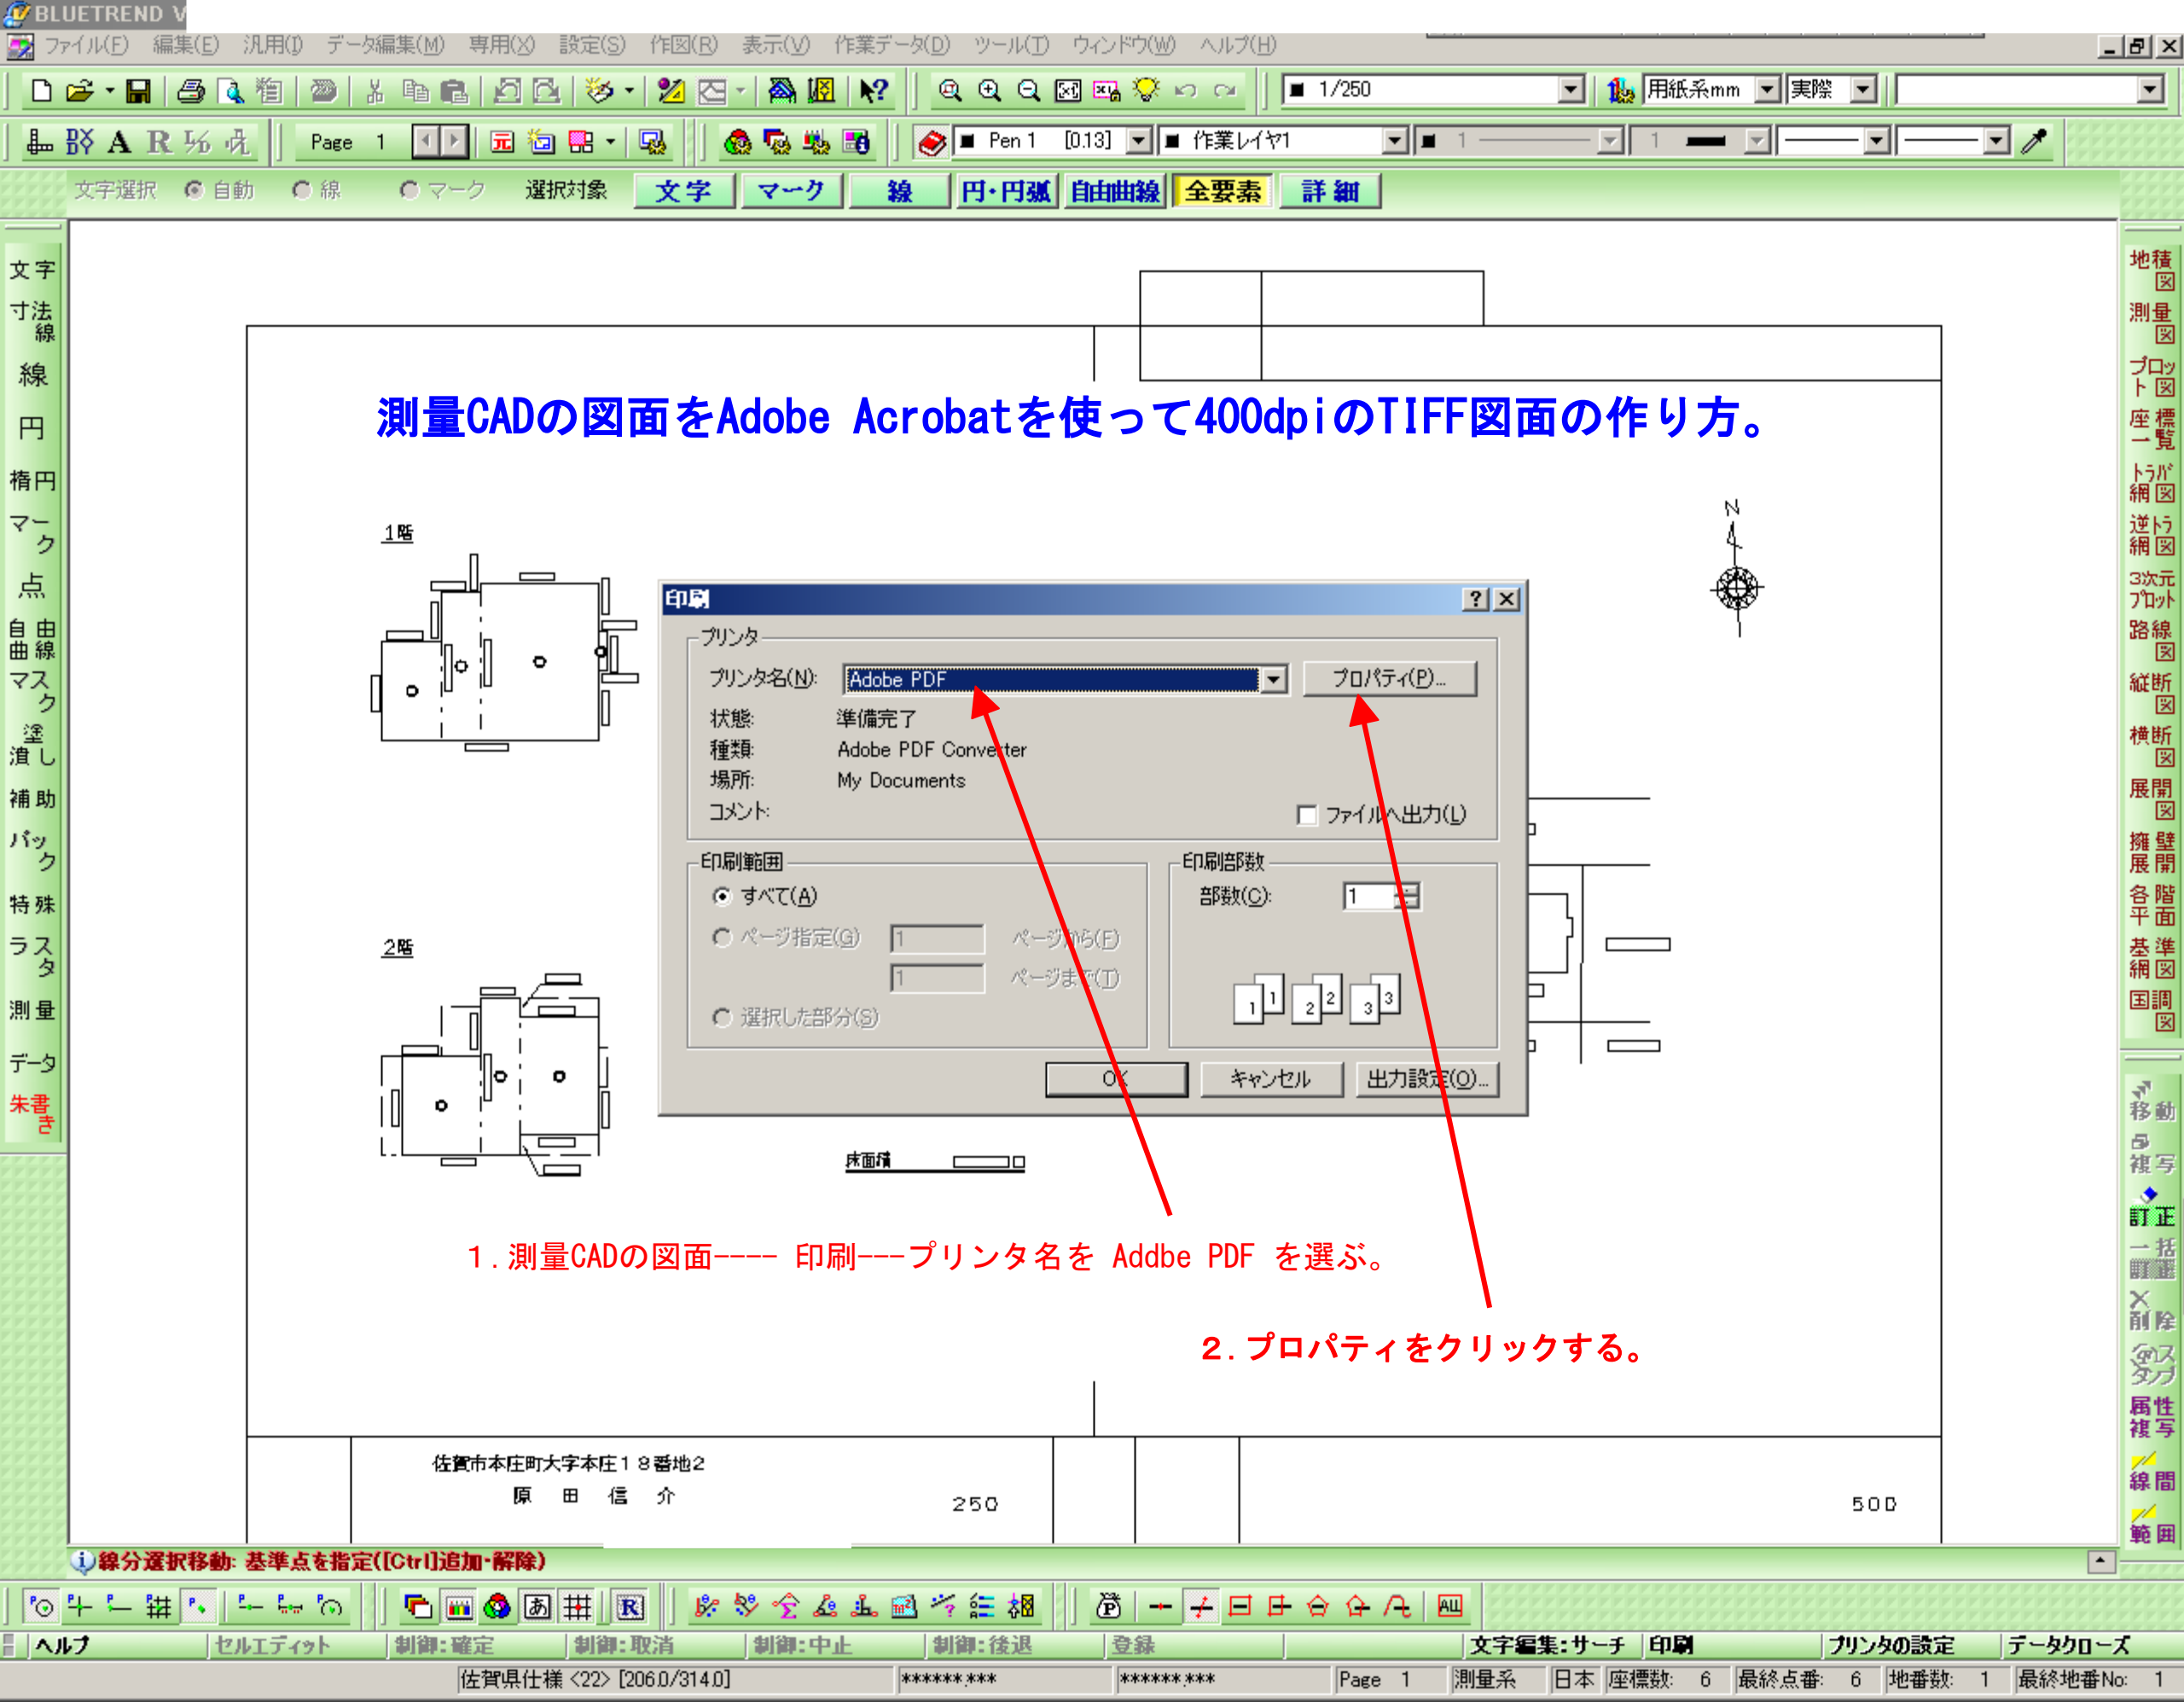 BLUETREND V
ファイル(F) 編集(E) 汎用(I) データ編集(M) 専用(X) 設定(S) 作図(R) 表示(V) 作業データ(D) ツール(T) ウィンドウ(W) ヘルプ(H)
1/250 用紙系mm 実際
A R Page 1 元 Pen 1 [0.13] 作業レイヤ1 1 1
文字選択 自動 線 マーク 選択対象 文字 マーク 線 円・円弧 自由曲線 全要素 詳細
文字
寸法線
線
円
楕円
マーク
点
自由曲線
マスク
塗潰し
補助
パック
特殊
ラスタ
測量
データ
朱書き
測量CADの図面をAdobe Acrobatを使って400dpiのTIFF図面の作り方。
1階
N
印刷
プリンタ
プリンタ名(N): Adobe PDF プロパティ(P)...
状態: 準備完了
種類: Adobe PDF Converter
場所: My Documents
コメント: ファイルへ出力(L)
印刷範囲
すべて(A)
ページ指定(G) 1 ページから(F)
1 ページまで(T)
選択した部分(S)
印刷部数
部数(C): 1
1 1 2 2 3 3
OK キャンセル 出力設定(O)...
2階
床面積
1.測量CADの図面---- 印刷---プリンタ名を Addbe PDF を選ぶ。
2.プロパティをクリックする。
佐賀市本庄町大字本庄18番地2
原 田 信 介
250
500
地積図
測量図
プロット図
座標一覧
トラバ網図
逆トラ網図
3次元プロット
路線図
縦断図
横断図
展開図
擁壁展開
各階平面
基準網図
国調図
移動
複写
訂正
一括訂正
削除
属性複写
線間
範囲
線分選択移動: 基準点を指定([Ctrl]追加・解除)
あ R P ALL
ヘルプ セルエディット 制御:確定 制御:取消 制御:中止 制御:後退 登録 文字編集:サーチ 印刷 プリンタの設定 データクローズ
佐賀県仕様 <22> [206.0/314.0] ******.*** ******.*** Page 1 測量系 日本 座標数: 6 最終点番: 6 地番数: 1 最終地番No: 1